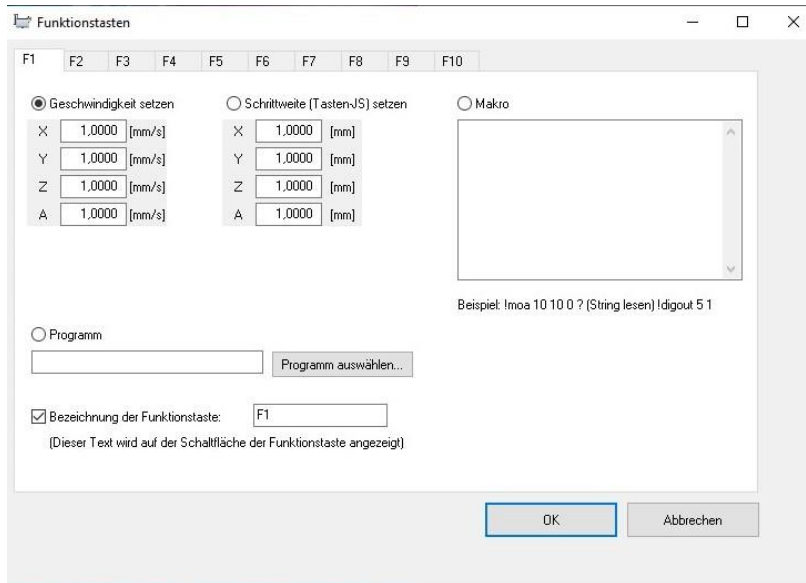 Funktionstasten
F1 F2 F3 F4 F5 F6 F7 F8 F9 F10
Geschwindigkeit setzen
X 1,0000 [mm/s]
Y 1,0000 [mm/s]
Z 1,0000 [mm/s]
A 1,0000 [mm/s]
Schrittweite (Tasten-JS) setzen
X 1,0000 [mm]
Y 1,0000 [mm]
Z 1,0000 [mm]
A 1,0000 [mm]
Makro
Beispiel: !moa 10 10 0 ? (String lesen) !digout 5 1
Programm
Programm auswählen...
Bezeichnung der Funktionstaste: F1
(Dieser Text wird auf der Schaltfläche der Funktionstaste angezeigt)
OK Abbrechen